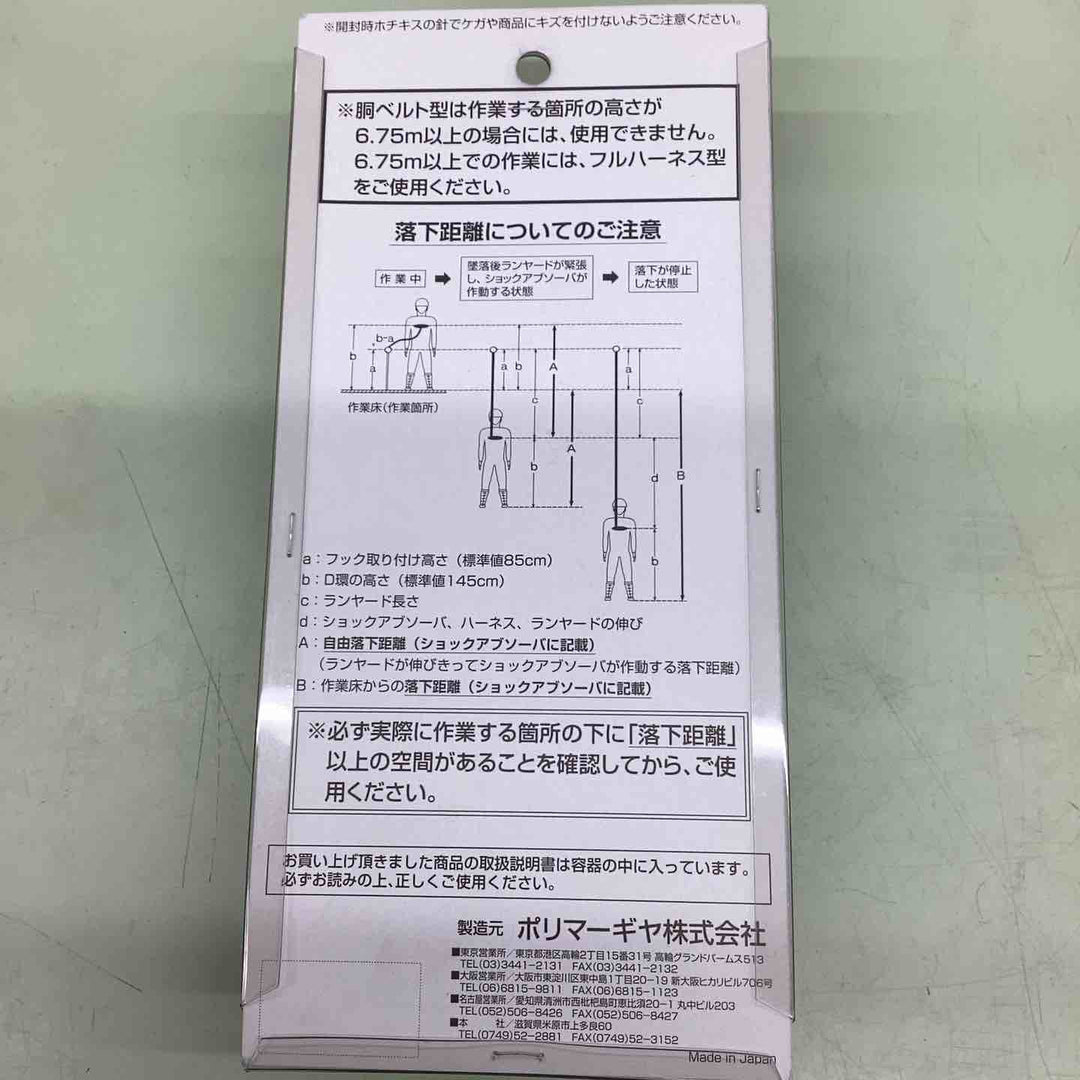 ※開封時ホチキスの針でケガや商品にキズを付けないようご注意ください。
※胴ベルト型は作業する箇所の高さが
6.75m以上の場合には、使用できません。
6.75m以上での作業には、フルハーネス型
をご使用ください。
落下距離についてのご注意
作業中
➡
墜落後ランヤードが緊張
し、ショックアブソーバが
作動する状態
➡
落下が停止
した状態
b-a
b
a
a
b
c
A
A
b
a
c
d
B
b
作業床(作業箇所)
a：フック取り付け高さ（標準値85cm）
b：D環の高さ（標準値145cm）
c：ランヤード長さ
d：ショックアブソーバ、ハーネス、ランヤードの伸び
A：自由落下距離（ショックアブソーバに記載）
（ランヤードが伸びきってショックアブソーバが作動する落下距離）
B：作業床からの落下距離（ショックアブソーバに記載）
※必ず実際に作業する箇所の下に「落下距離」
以上の空間があることを確認してから、ご使
用ください。
お買い上げ頂きました商品の取扱説明書は容器の中に入っています。
必ずお読みの上、正しくご使用ください。
製造元 ポリマーギヤ株式会社
■東京営業所／東京都港区高輪2丁目15番31号 高輪グランドパームス513
TEL(03)3441-2131 FAX(03)3441-2132
■大阪営業所／大阪市東淀川区東中島1丁目20-19 新大阪ヒカリビル706号
TEL(06)6815-9811 FAX(06)6815-1123
■名古屋営業所／愛知県清洲市西枇杷島町恵比須20-1 丸中ビル203
TEL(052)506-8426 FAX(052)506-8427
■本 社／滋賀県米原市上多良60
TEL(0749)52-2881 FAX(0749)52-3152
Made in Japan